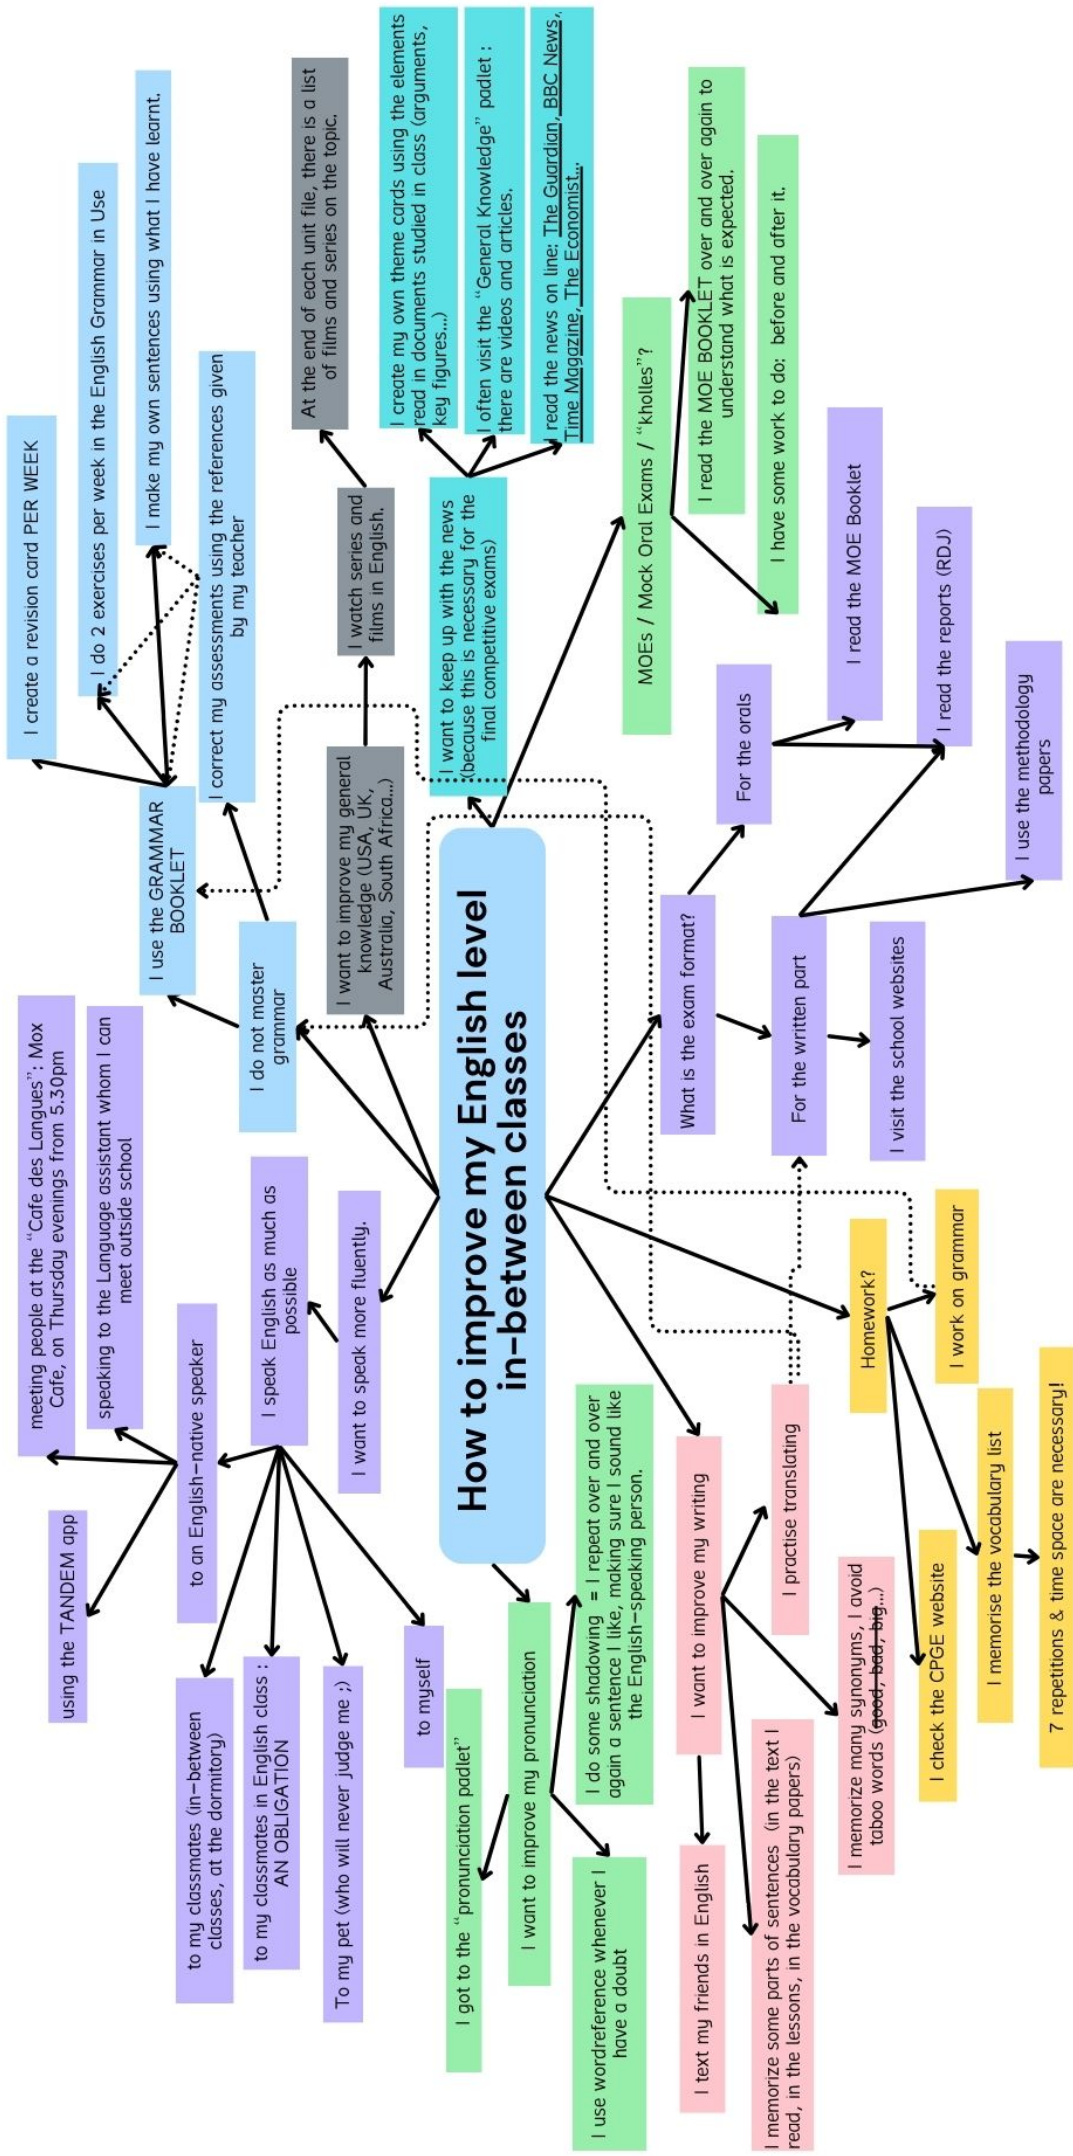 How to improve my English level
in-between classes
I want to speak more fluently.
I speak English as much as
possible
to an English-native speaker
using the TANDEM app
meeting people at the "Cafe des Langues": Mox
Cafe, on Thursday evenings from 5.30pm
speaking to the Language assistant whom I can
meet outside school
to my classmates (in-between
classes, at the dormitory)
to my classmates in English class :
AN OBLIGATION
To my pet (who will never judge me ;)
to myself
I do not master
grammar
I use the GRAMMAR
BOOKLET
I create a revision card PER WEEK
I do 2 exercises per week in the English Grammar in Use
I make my own sentences using what I have learnt.
I correct my assessments using the references given
by my teacher
I want to improve my general
knowledge (USA, UK,
Australia, South Africa...)
I watch series and
films in English.
At the end of each unit file, there is a list
of films and series on the topic.
I want to keep up with the news
(because this is necessary for the
final competitive exams)
I create my own theme cards using the elements
read in documents studied in class (arguments,
key figures...)
I often visit the "General Knowledge" padlet :
there are videos and articles.
I read the news on line: The Guardian, BBC News,
Time Magazine, The Economist...
MOEs / Mock Oral Exams / "kholles"?
I read the MOE BOOKLET over and over again to
understand what is expected.
I have some work to do: before and after it.
What is the exam format?
For the orals
I read the MOE Booklet
I read the reports (RDJ)
For the written part
I use the methodology
papers
I visit the school websites
Homework?
I work on grammar
I memorise the vocabulary list
7 repetitions & time space are necessary!
I check the CPGE website
I want to improve my writing
I practise translating
I memorize many synonyms, I avoid
taboo words (good, bad, big...)
I memorize some parts of sentences (in the text I
read, in the lessons, in the vocabulary papers)
I text my friends in English
I want to improve my pronunciation
I got to the "pronunciation padlet"
I do some shadowing = I repeat over and over
again a sentence I like, making sure I sound like
the English-speaking person.
I use wordreference whenever I
have a doubt